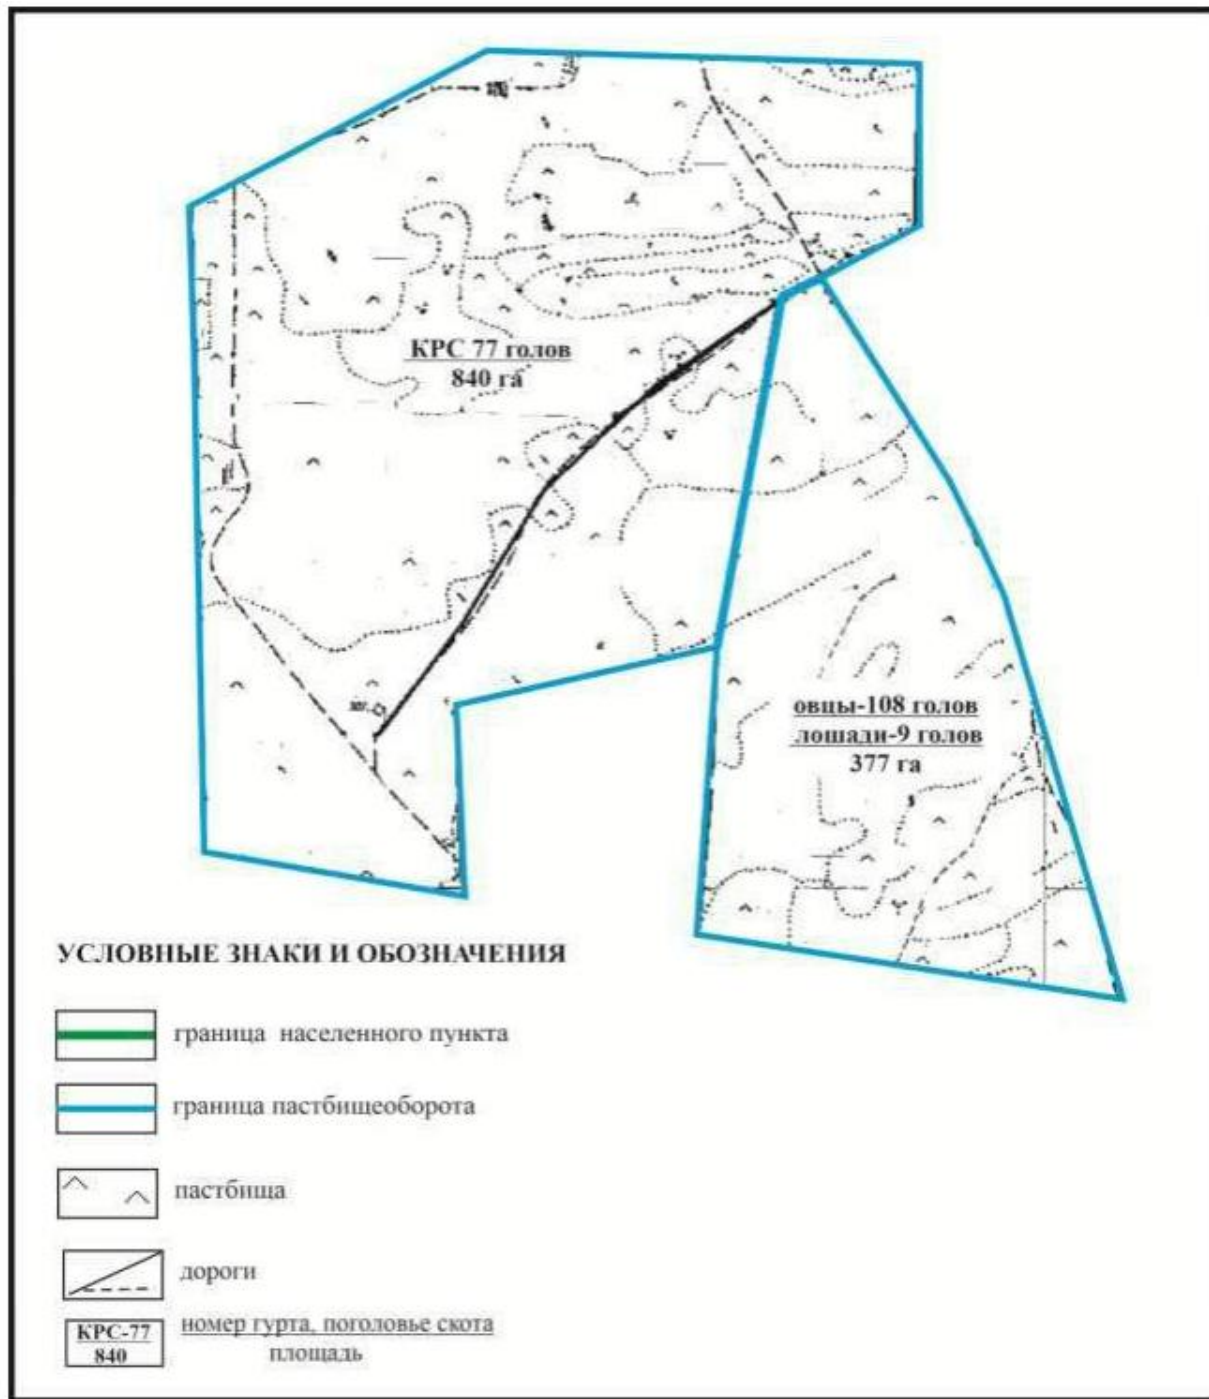 КРС 77 голов
840 га
овцы-108 голов
лошади-9 голов
377 га
УСЛОВНЫЕ ЗНАКИ И ОБОЗНАЧЕНИЯ
граница населенного пункта
граница пастбищеоборота
пастбища
дороги
КРС-77
840
номер гурта, поголовье скота
площадь